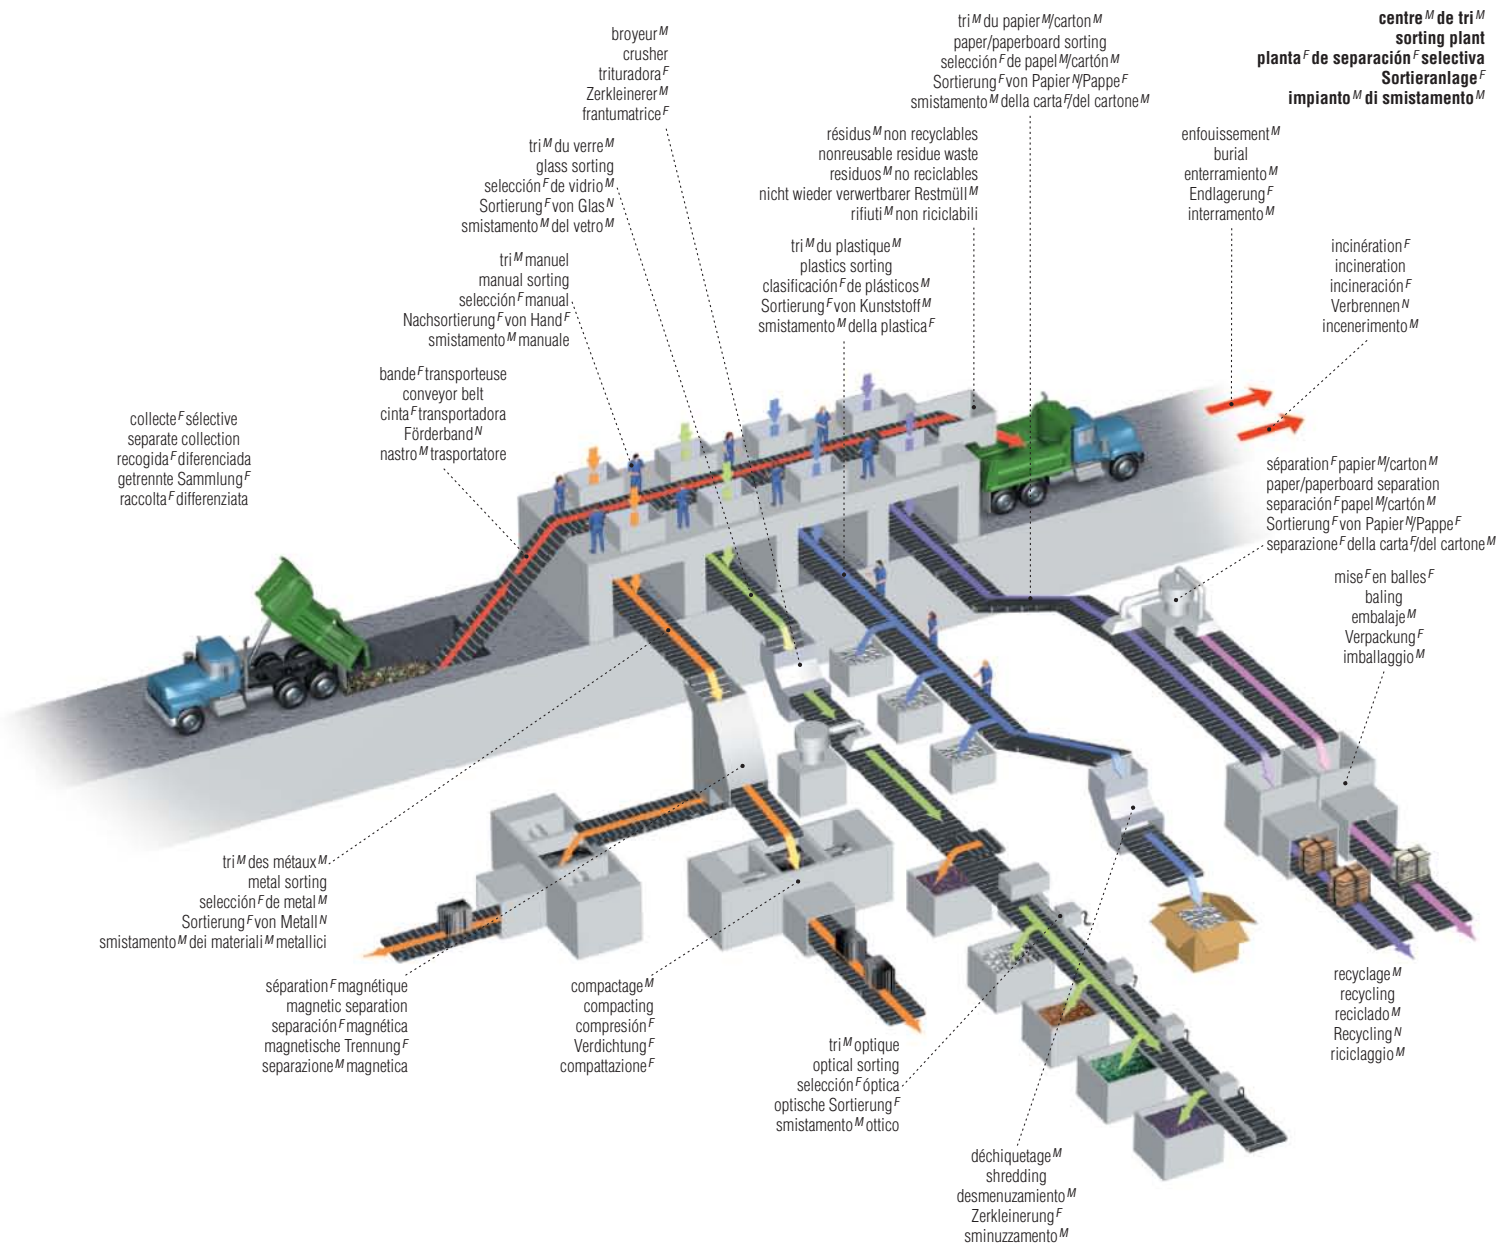 centreM de triM
sorting plant
plantaF de separaciónF selectiva
SortieranlageF
impiantoM di smistamentoM
triM du papierM/cartonM
paper/paperboard sorting
selecciónF de papelM/cartónM
SortierungF von PapierN/PappeF
smistamentoM della cartaF/del cartoneM
broyeurM
crusher
trituradoraF
ZerkleinererM
frantumatriceF
triM du verreM
glass sorting
selecciónF de vidrioM
SortierungF von GlasN
smistamentoM del vetroM
résidusM non recyclables
nonreusable residue waste
residuosM no reciclables
nicht wieder verwertbarer RestmüllM
rifiutiM non riciclabili
enfouissementM
burial
enterramientoM
EndlagerungF
interramentoM
triM manuel
manual sorting
selecciónF manual
NachsortierungF von HandF
smistamentoM manuale
triM du plastiqueM
plastics sorting
clasificaciónF de plásticosM
SortierungF von KunststoffM
smistamentoM della plasticaF
incinérationF
incineration
incineraciónF
VerbrennenN
incenerimentoM
bandeF transporteuse
conveyor belt
cintaF transportadora
FörderbandN
nastroM trasportatore
collecteF sélective
separate collection
recogidaF diferenciada
getrennte SammlungF
raccoltaF differenziata
séparationF papierM/cartonM
paper/paperboard separation
separaciónF papelM/cartónM
SortierungF von PapierN/PappeF
separazioneF della cartaF/del cartoneM
miseF en ballesF
baling
embalajeM
VerpackungF
imballaggioM
triM des métauxM
metal sorting
selecciónF de metalM
SortierungF von MetallN
smistamentoM dei materialiM metallici
séparationF magnétique
magnetic separation
separaciónF magnética
magnetische TrennungF
separazioneM magnetica
compactageM
compacting
compresiónF
VerdichtungF
compattazioneF
triM optique
optical sorting
selecciónF óptica
optische SortierungF
smistamentoM ottico
déchiquetageM
shredding
desmenuzamientoM
ZerkleinerungF
sminuzzamentoM
recyclageM
recycling
recicladoM
RecyclingN
riciclaggioM